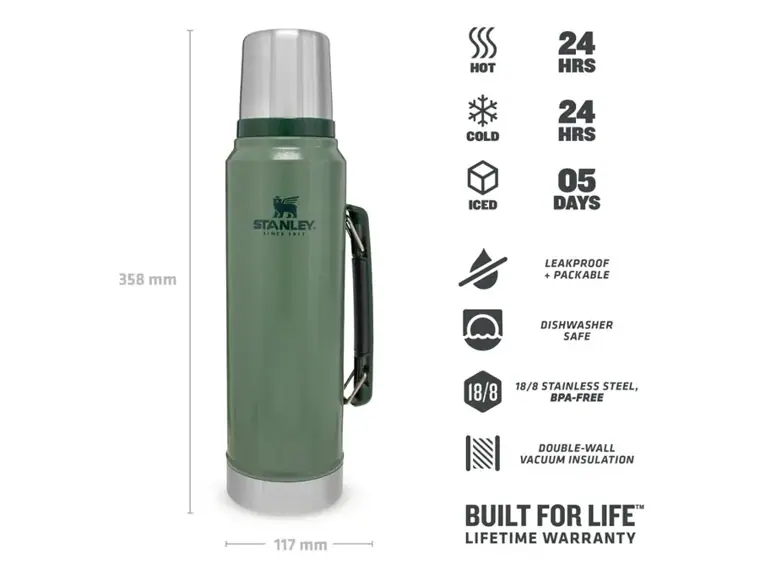 HOT
24
HRS
COLD
24
HRS
ICED
05
DAYS
STANLEY
SINCE 1913
358 mm
LEAKPROOF
+ PACKABLE
DISHWASHER
SAFE
18/8
18/8 STAINLESS STEEL,
BPA-FREE
DOUBLE-WALL
VACUUM INSULATION
BUILT FOR LIFE™
LIFETIME WARRANTY
117 mm